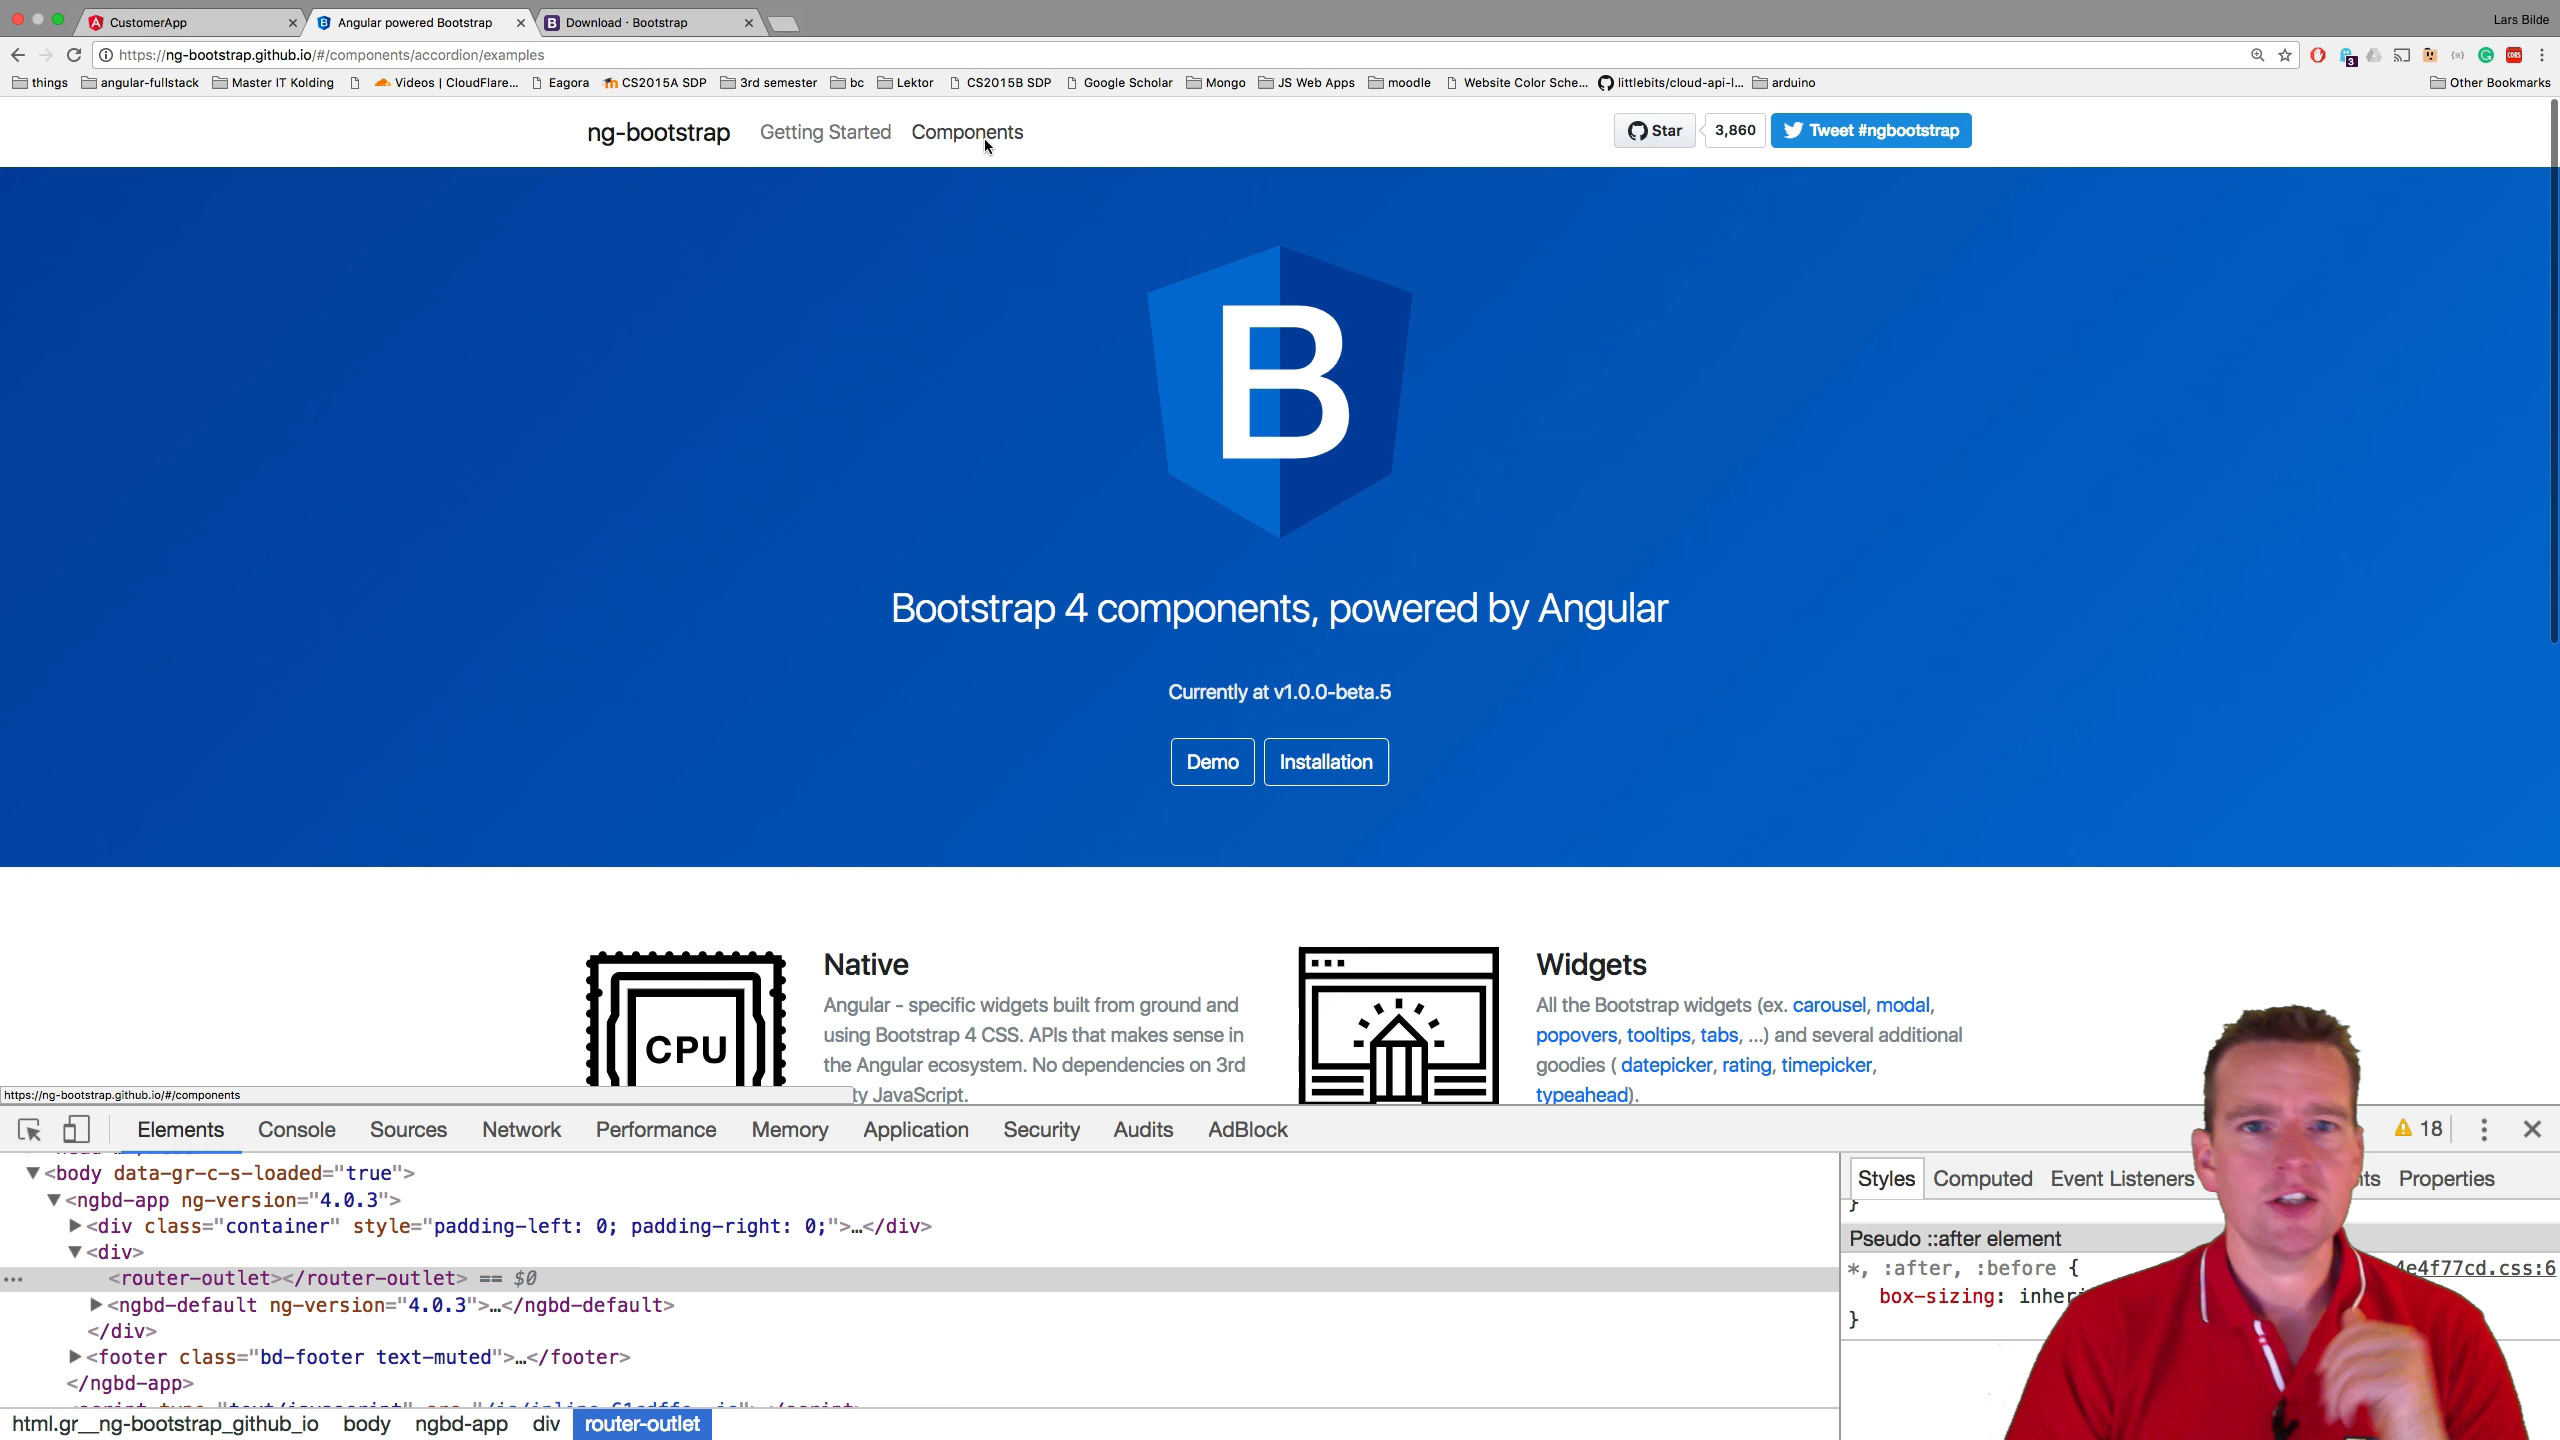 CustomerApp
Angular powered Bootstrap
Download · Bootstrap
Lars Bilde
https://ng-bootstrap.github.io/#/components/accordion/examples
things
angular-fullstack
Master IT Kolding
Videos | CloudFlare...
Eagora
CS2015A SDP
3rd semester
bc
Lektor
CS2015B SDP
Google Scholar
Mongo
JS Web Apps
moodle
Website Color Sche...
littlebits/cloud-api-l...
arduino
Other Bookmarks
ng-bootstrap Getting Started Components
Star 3,860 Tweet #ngbootstrap
B
Bootstrap 4 components, powered by Angular
Currently at v1.0.0-beta.5
Demo Installation
CPU
Native
Angular - specific widgets built from ground and
using Bootstrap 4 CSS. APIs that makes sense in
the Angular ecosystem. No dependencies on 3rd
ty JavaScript.
Widgets
All the Bootstrap widgets (ex. carousel, modal,
popovers, tooltips, tabs, ...) and several additional
goodies ( datepicker, rating, timepicker,
typeahead).
https://ng-bootstrap.github.io/#/components
Elements Console Sources Network Performance Memory Application Security Audits AdBlock
18
<body data-gr-c-s-loaded="true">
<ngbd-app ng-version="4.0.3">
<div class="container" style="padding-left: 0; padding-right: 0;">…</div>
<div>
<router-outlet></router-outlet> == $0
<ngbd-default ng-version="4.0.3">…</ngbd-default>
</div>
<footer class="bd-footer text-muted">…</footer>
</ngbd-app>
html.gr__ng-bootstrap_github_io body ngbd-app div router-outlet
Styles Computed Event Listeners Properties
}
Pseudo ::after element
*, :after, :before {
4e4f77cd.css:6
box-sizing: inheri
}